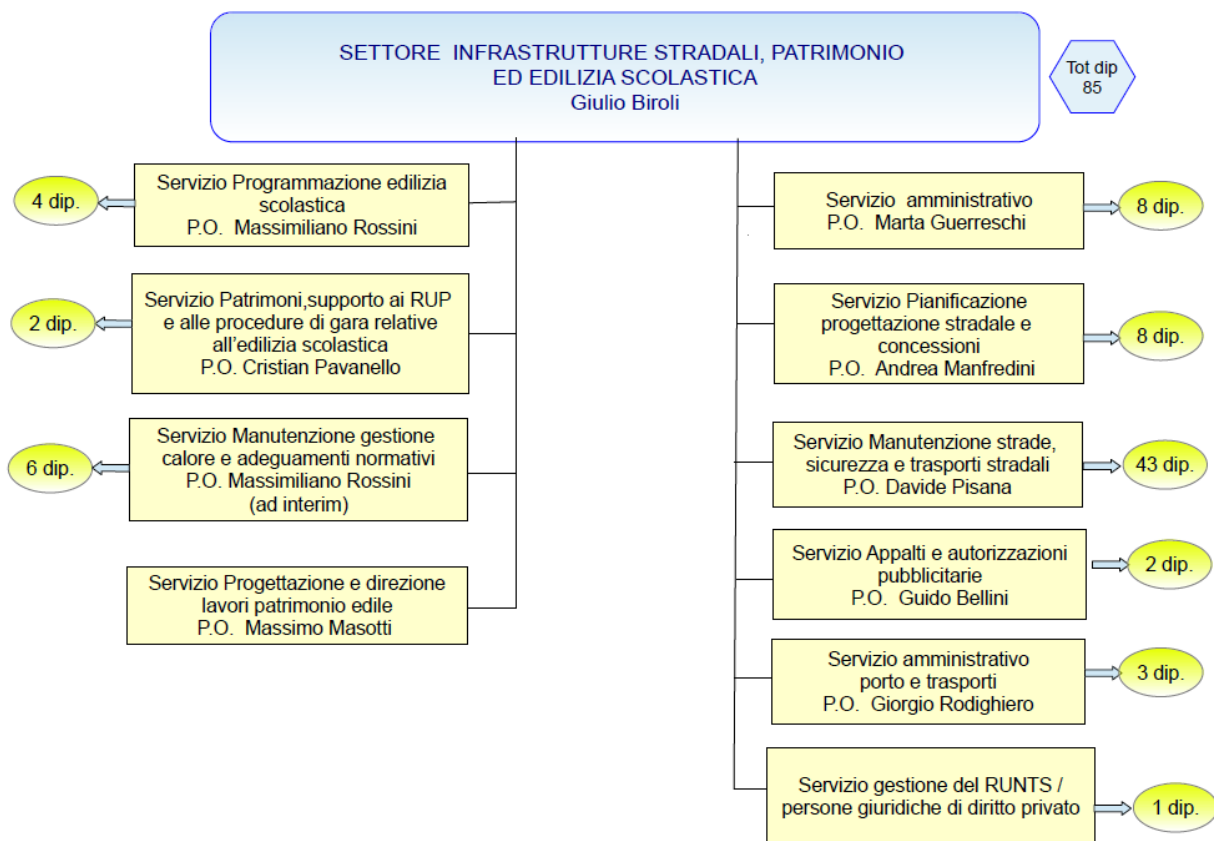 SETTORE INFRASTRUTTURE STRADALI, PATRIMONIO
ED EDILIZIA SCOLASTICA
Giulio Biroli
Tot dip
85
Servizio Programmazione edilizia
scolastica
P.O. Massimiliano Rossini
4 dip.
Servizio Patrimoni,supporto ai RUP
e alle procedure di gara relative
all'edilizia scolastica
P.O. Cristian Pavanello
2 dip.
Servizio Manutenzione gestione
calore e adeguamenti normativi
P.O. Massimiliano Rossini
(ad interim)
6 dip.
Servizio Progettazione e direzione
lavori patrimonio edile
P.O. Massimo Masotti
Servizio amministrativo
P.O. Marta Guerreschi
8 dip.
Servizio Pianificazione
progettazione stradale e
concessioni
P.O. Andrea Manfredini
8 dip.
Servizio Manutenzione strade,
sicurezza e trasporti stradali
P.O. Davide Pisana
43 dip.
Servizio Appalti e autorizzazioni
pubblicitarie
P.O. Guido Bellini
2 dip.
Servizio amministrativo
porto e trasporti
P.O. Giorgio Rodighiero
3 dip.
Servizio gestione del RUNTS /
persone giuridiche di diritto privato
1 dip.